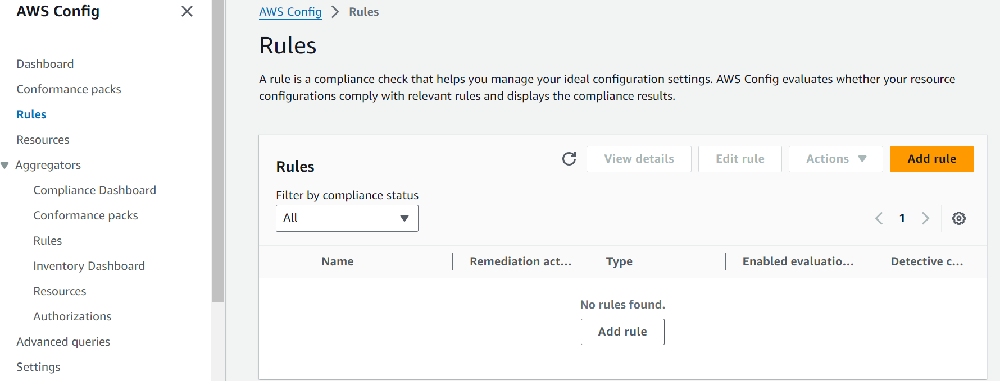 AWS Config
Dashboard
Conformance packs
Rules
Resources
Aggregators
Compliance Dashboard
Conformance packs
Rules
Inventory Dashboard
Resources
Authorizations
Advanced queries
Settings
AWS Config > Rules
Rules
A rule is a compliance check that helps you manage your ideal configuration settings. AWS Config evaluates whether your resource
configurations comply with relevant rules and displays the compliance results.
Rules
View details
Edit rule
Actions
Add rule
Filter by compliance status
All
1
Name
Remediation act...
Type
Enabled evaluatio...
Detective c...
No rules found.
Add rule